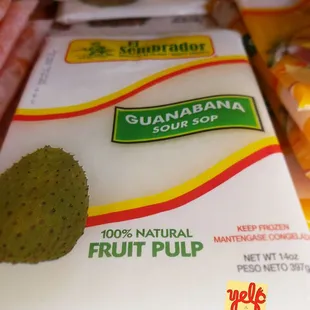 El
Sembrador
GUANABANA
SOUR SOP
100% NATURAL
FRUIT PULP
KEEP FROZEN
MANTENGASE CONGELADO
NET WT 14oz
PESO NETO 397g
yelp